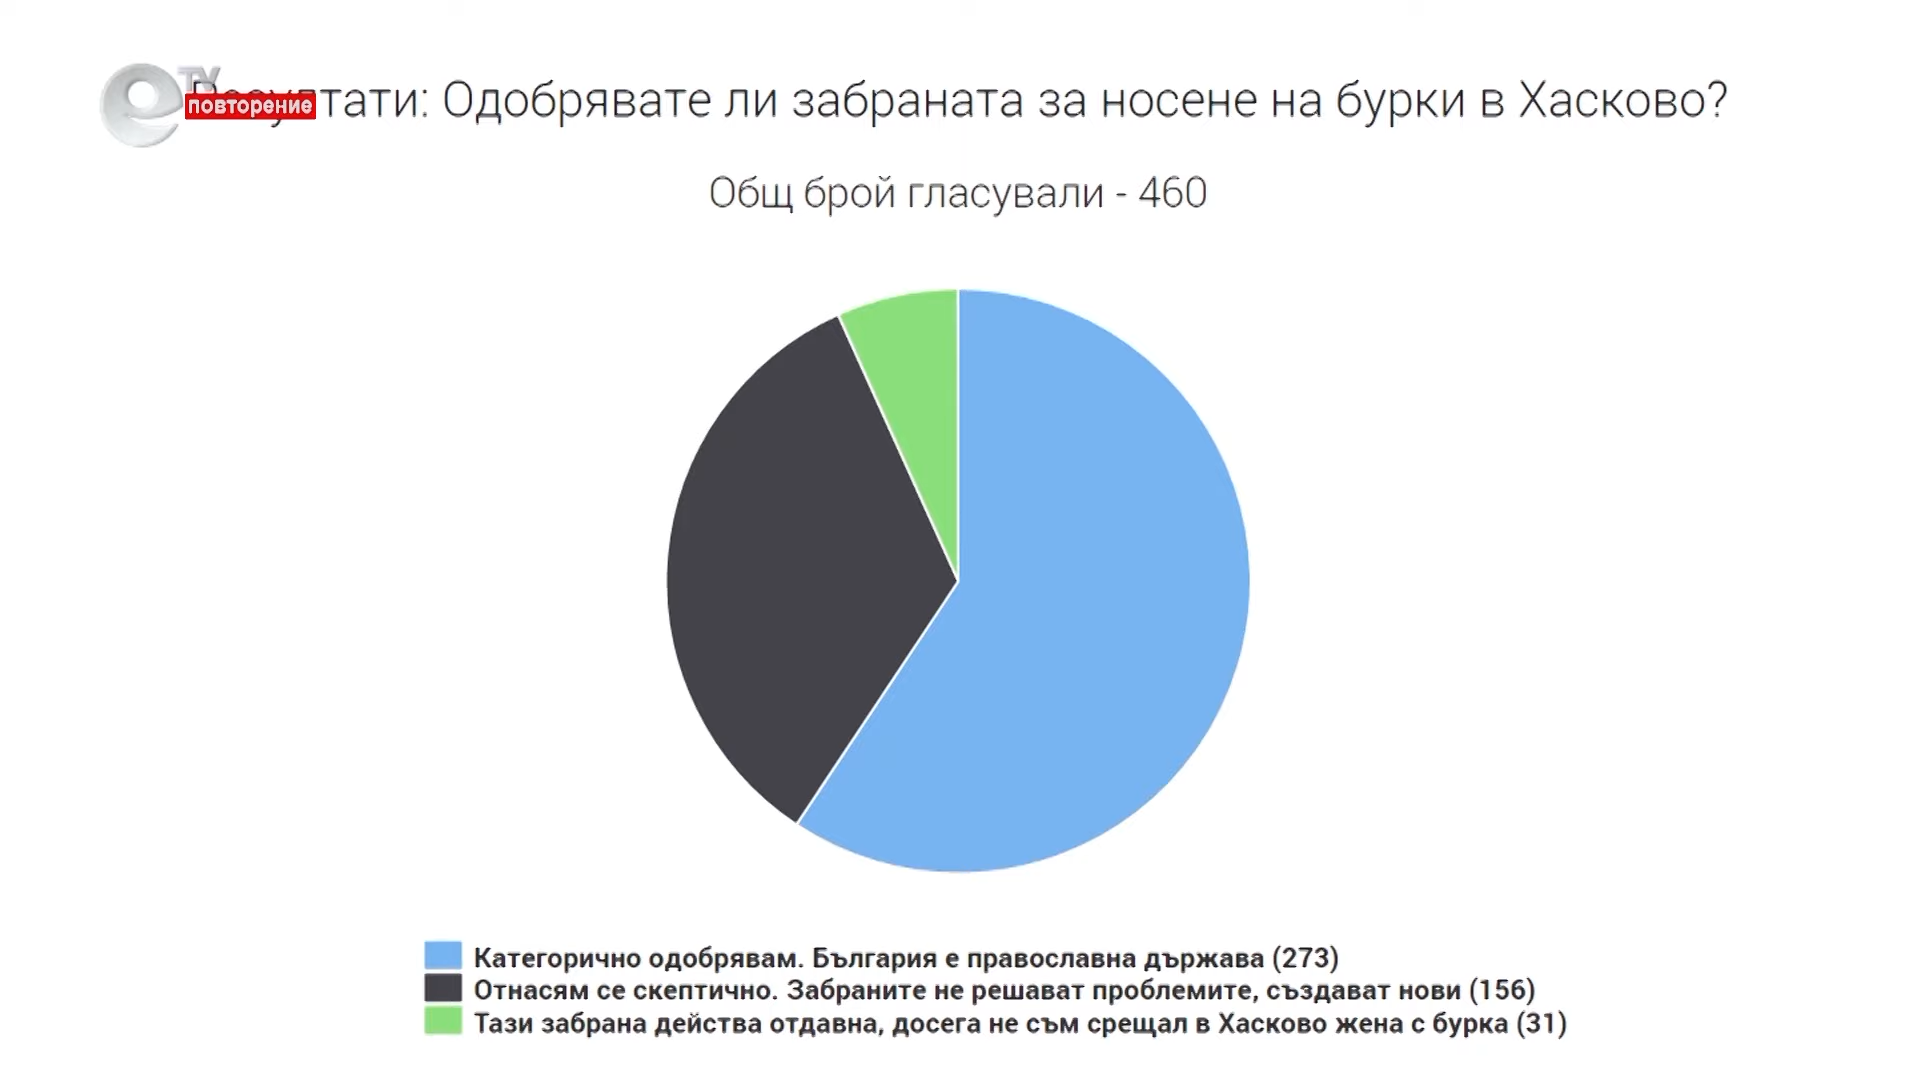 TV
повторение
Резултати: Одобрявате ли забраната за носене на бурки в Хасково?
Общ брой гласували - 460
Категорично одобрявам. България е православна държава (273)
Отнасям се скептично. Забраните не решават проблемите, създават нови (156)
Тази забрана действа отдавна, досега не съм срещал в Хасково жена с бурка (31)